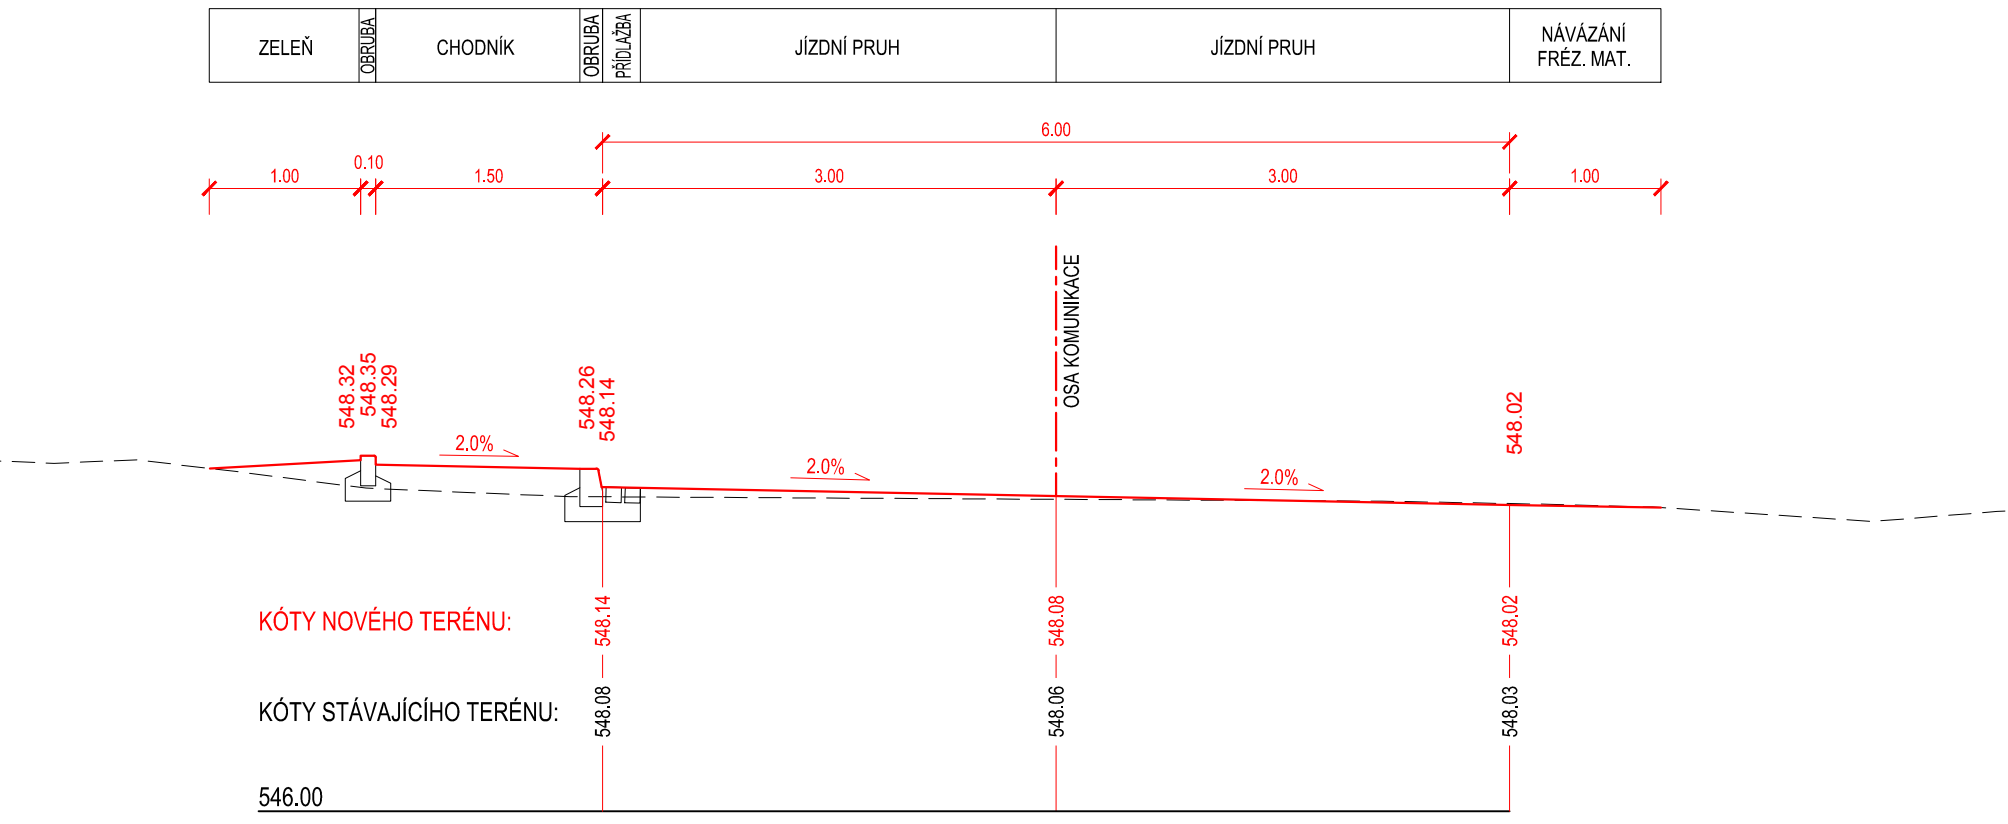 ZELEŇ
OBRUBA
CHODNÍK
OBRUBA
PŘÍDLAŽBA
JÍZDNÍ PRUH
JÍZDNÍ PRUH
NÁVÁZÁNÍ
FRÉZ. MAT.
6.00
1.00
0.10
1.50
3.00
3.00
1.00
OSA KOMUNIKACE
548.32
548.35
548.29
548.26
548.14
548.02
2.0%
2.0%
2.0%
KÓTY NOVÉHO TERÉNU:
548.14
548.08
548.02
KÓTY STÁVAJÍCÍHO TERÉNU:
548.08
548.06
548.03
546.00